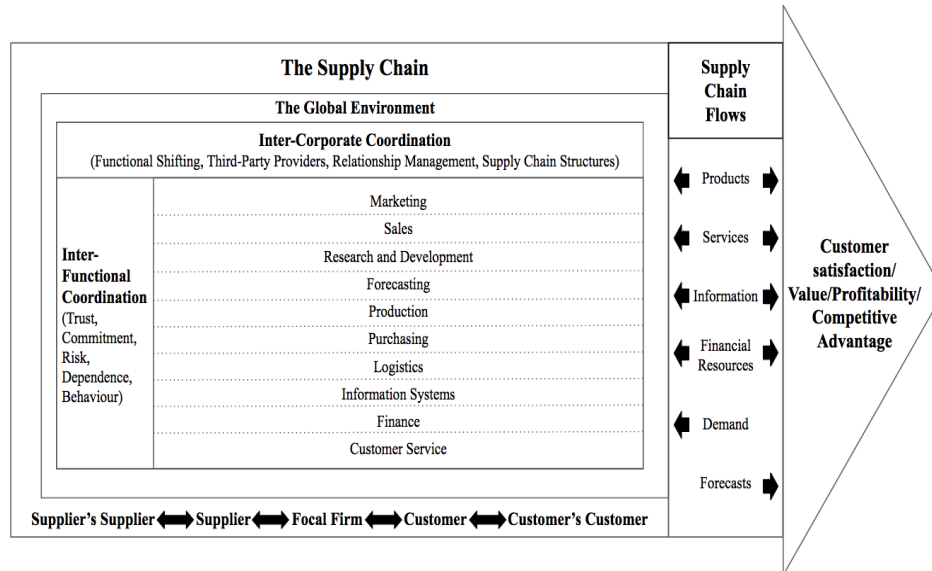 The Supply Chain
The Global Environment
Inter-Corporate Coordination
(Functional Shifting, Third-Party Providers, Relationship Management, Supply Chain Structures)
Inter-
Functional
Coordination
(Trust,
Commitment,
Risk,
Dependence,
Behaviour)
Marketing
Sales
Research and Development
Forecasting
Production
Purchasing
Logistics
Information Systems
Finance
Customer Service
Supplier's Supplier
Supplier
Focal Firm
Customer
Customer's Customer
Supply
Chain
Flows
Products
Services
Information
Financial
Resources
Demand
Forecasts
Customer
satisfaction/
Value/Profitability/
Competitive
Advantage